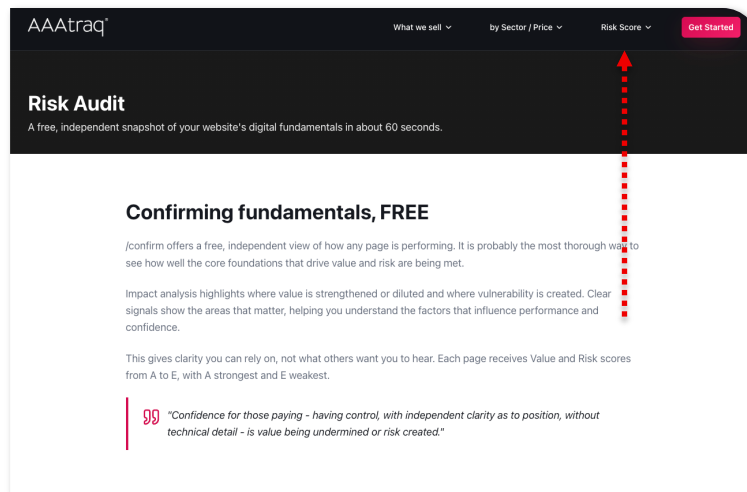 AAAtraq®
What we sell
by Sector / Price
Risk Score
Get Started
Risk Audit
A free, independent snapshot of your website's digital fundamentals in about 60 seconds.
Confirming fundamentals, FREE
/confirm offers a free, independent view of how any page is performing. It is probably the most thorough way to
see how well the core foundations that drive value and risk are being met.
Impact analysis highlights where value is strengthened or diluted and where vulnerability is created. Clear
signals show the areas that matter, helping you understand the factors that influence performance and
confidence.
This gives clarity you can rely on, not what others want you to hear. Each page receives Value and Risk scores
from A to E, with A strongest and E weakest.
"Confidence for those paying - having control, with independent clarity as to position, without
technical detail - is value being undermined or risk created."